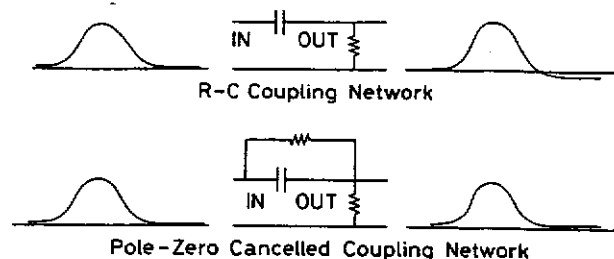 IN OUT
R-C Coupling Network
IN OUT
Pole-Zero Cancelled Coupling Network